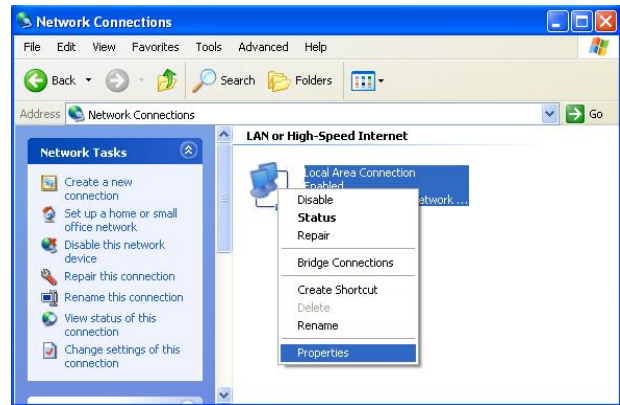 Network Connections
File Edit View Favorites Tools Advanced Help
Back Search Folders
Address Network Connections Go
Network Tasks
Create a new
connection
Set up a home or small
office network
Disable this network
device
Repair this connection
Rename this connection
View status of this
connection
Change settings of this
connection
LAN or High-Speed Internet
Local Area Connection
Enabled
etwork ...
Disable
Status
Repair
Bridge Connections
Create Shortcut
Delete
Rename
Properties